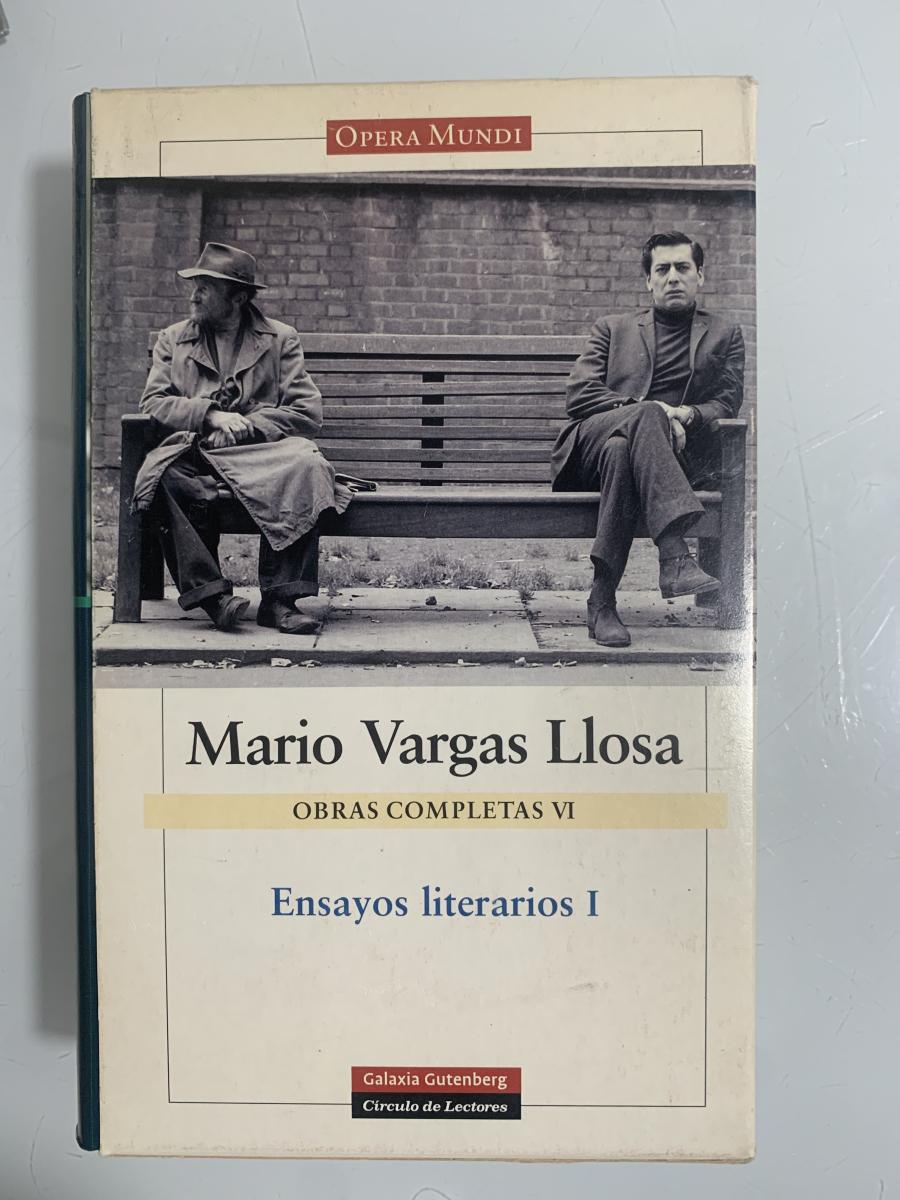 OPERA MUNDI
Mario Vargas Llosa
OBRAS COMPLETAS VI
Ensayos literarios I
Galaxia Gutenberg
Círculo de Lectores